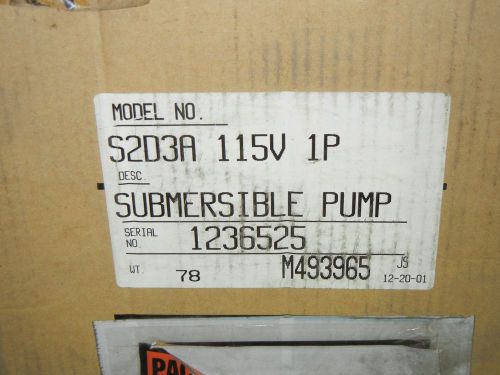 MODEL NO.
S2D3A 115V 1P
DESC.
SUBMERSIBLE PUMP
SERIAL NO. 1236525
WT 78 M493965 JS 12-20-01